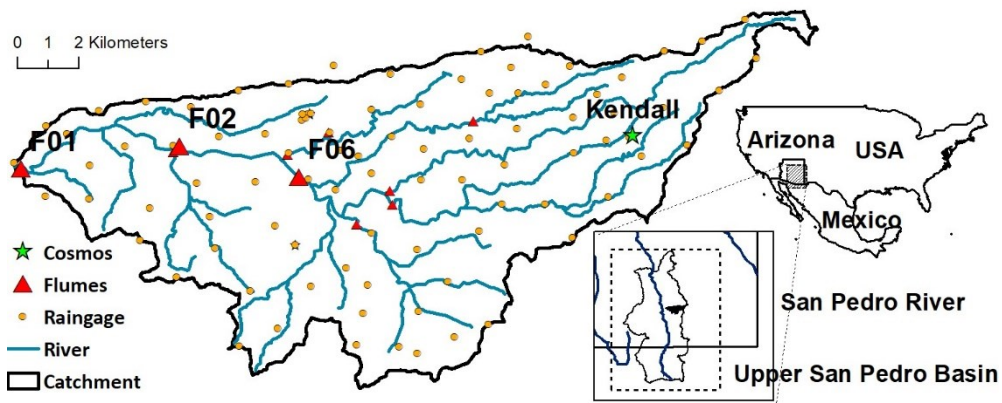 0 1 2 Kilometers
F01
F02
F06
Kendall
Arizona
USA
Mexico
Cosmos
Flumes
Raingage
River
Catchment
San Pedro River
Upper San Pedro Basin